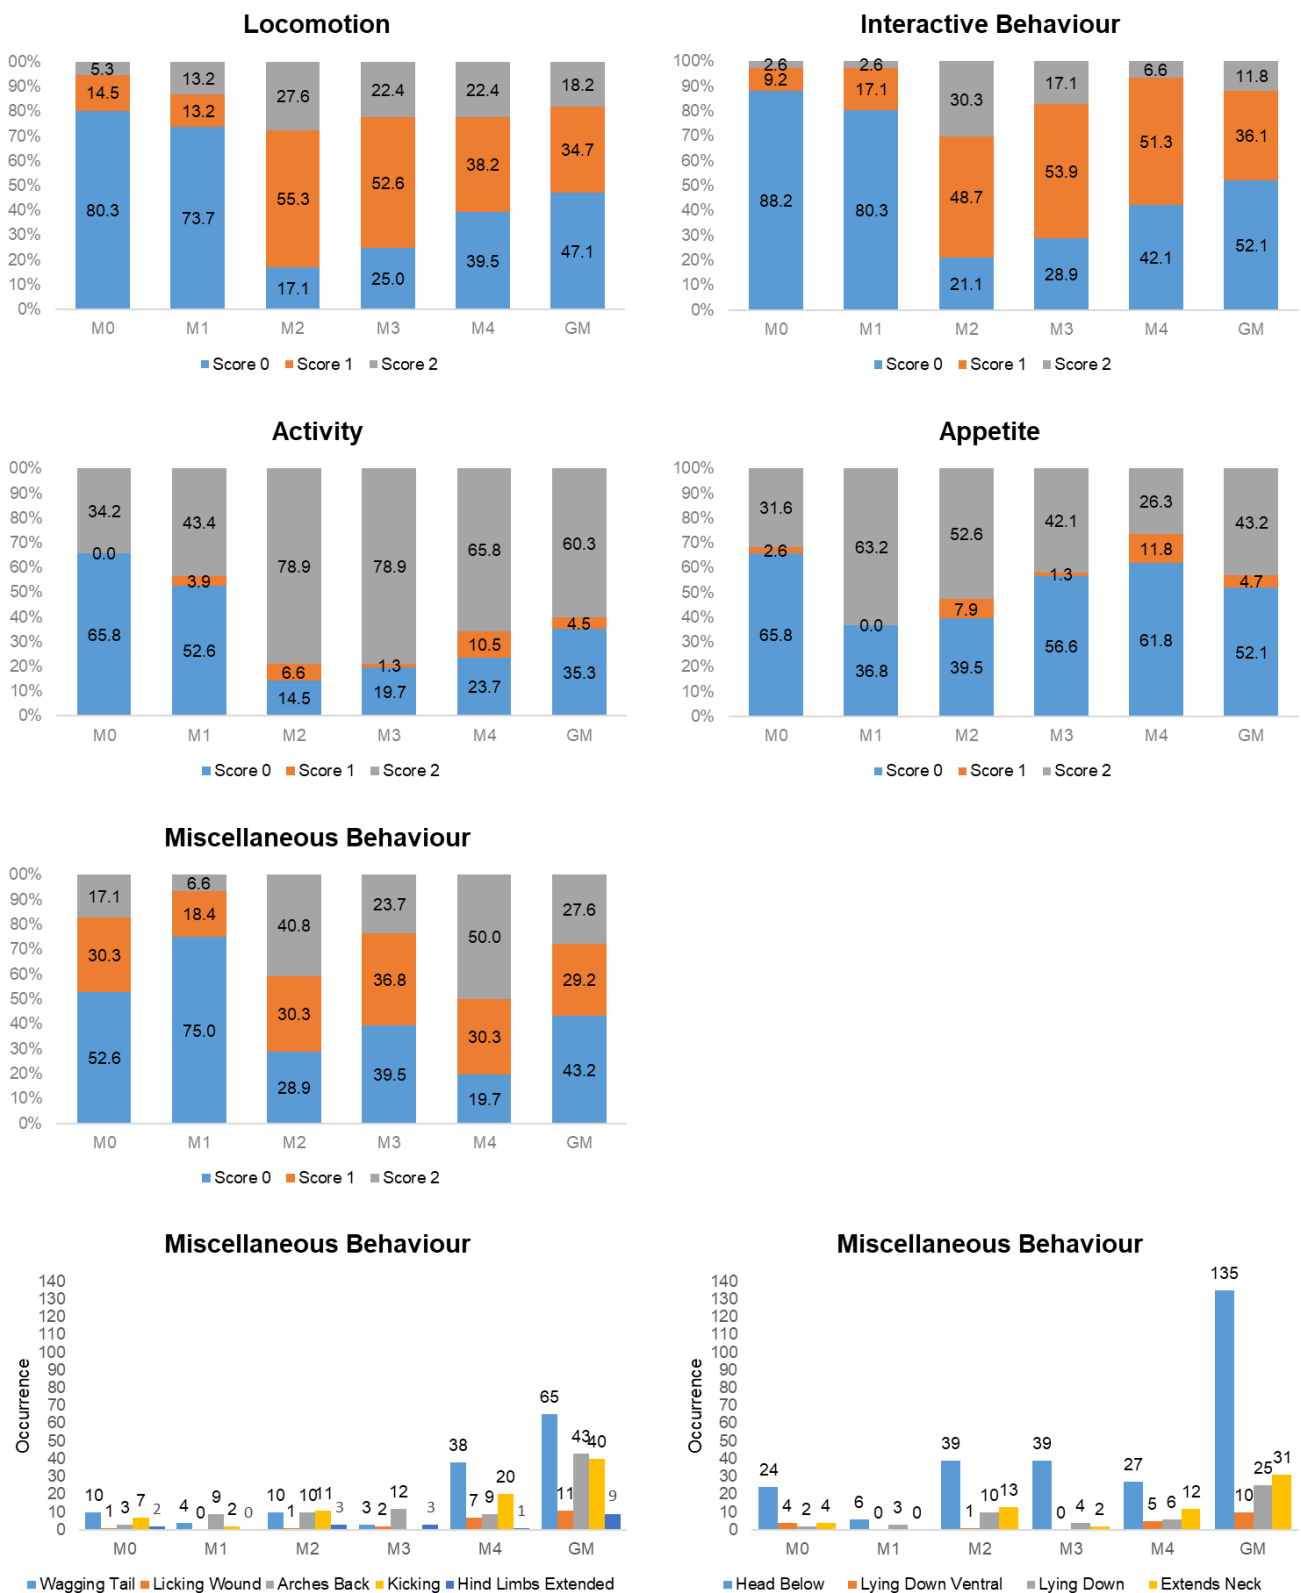 Locomotion
00%
90%
80%
70%
60%
50%
40%
30%
20%
10%
0%
5.3 13.2 27.6 22.4 22.4 18.2
14.5 13.2 55.3 52.6 38.2 34.7
80.3 73.7 17.1 25.0 39.5 47.1
M0 M1 M2 M3 M4 GM
Score 0 Score 1 Score 2
Interactive Behaviour
100%
90%
80%
70%
60%
50%
40%
30%
20%
10%
0%
2.6 2.6 30.3 17.1 6.6 11.8
9.2 17.1 48.7 53.9 51.3 36.1
88.2 80.3 21.1 28.9 42.1 52.1
M0 M1 M2 M3 M4 GM
Score 0 Score 1 Score 2
Activity
00%
90%
80%
70%
60%
50%
40%
30%
20%
10%
0%
34.2 43.4 78.9 78.9 65.8 60.3
0.0 3.9 6.6 1.3 10.5 4.5
65.8 52.6 14.5 19.7 23.7 35.3
M0 M1 M2 M3 M4 GM
Score 0 Score 1 Score 2
Appetite
100%
90%
80%
70%
60%
50%
40%
30%
20%
10%
0%
31.6 63.2 52.6 42.1 26.3 43.2
2.6 0.0 7.9 1.3 11.8 4.7
65.8 36.8 39.5 56.6 61.8 52.1
M0 M1 M2 M3 M4 GM
Score 0 Score 1 Score 2
Miscellaneous Behaviour
00%
90%
80%
70%
60%
50%
40%
30%
20%
10%
0%
17.1 6.6 40.8 23.7 50.0 27.6
30.3 18.4 30.3 36.8 30.3 29.2
52.6 75.0 28.9 39.5 19.7 43.2
M0 M1 M2 M3 M4 GM
Score 0 Score 1 Score 2
Miscellaneous Behaviour
Occurrence
140
130
120
110
100
90
80
70
60
50
40
30
20
10
0
10 1 3 7 2 4 0 9 2 0 10 1 10 11 3 3 2 12 3 38 7 9 20 1 65 11 43 40 9
M0 M1 M2 M3 M4 GM
Wagging Tail Licking Wound Arches Back Kicking Hind Limbs Extended
Miscellaneous Behaviour
Occurrence
140
130
120
110
100
90
80
70
60
50
40
30
20
10
0
24 4 2 4 6 0 3 0 39 1 10 13 39 0 4 2 27 5 6 12 135 10 25 31
M0 M1 M2 M3 M4 GM
Head Below Lying Down Ventral Lying Down Extends Neck